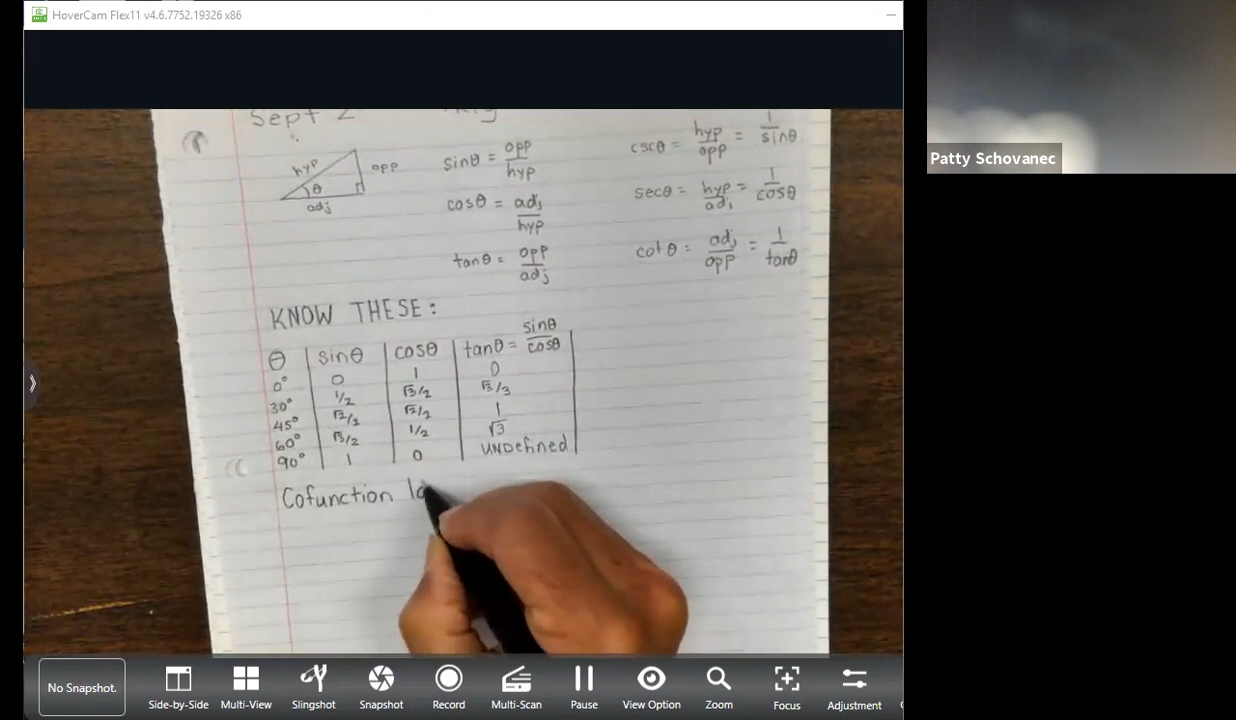 HoverCam Flex11 v4.6.7752.19326 x86
Patty Schovanec
Sept 2
hyp
opp
θ
adj
sinθ = opp/hyp
cscθ = hyp/opp = 1/sinθ
cosθ = adj/hyp
secθ = hyp/adj = 1/cosθ
tanθ = opp/adj
cotθ = adj/opp = 1/tanθ
KNOW THESE:
θ | sinθ | cosθ | tanθ = sinθ/cosθ
0° | 0 | 1 | 0
30° | 1/2 | √3/2 | √3/3
45° | √2/2 | √2/2 | 1
60° | √3/2 | 1/2 | √3
90° | 1 | 0 | UNDefined
Cofunction
No Snapshot.
Side-by-Side
Multi-View
Slingshot
Snapshot
Record
Multi-Scan
Pause
View Option
Zoom
Focus
Adjustment